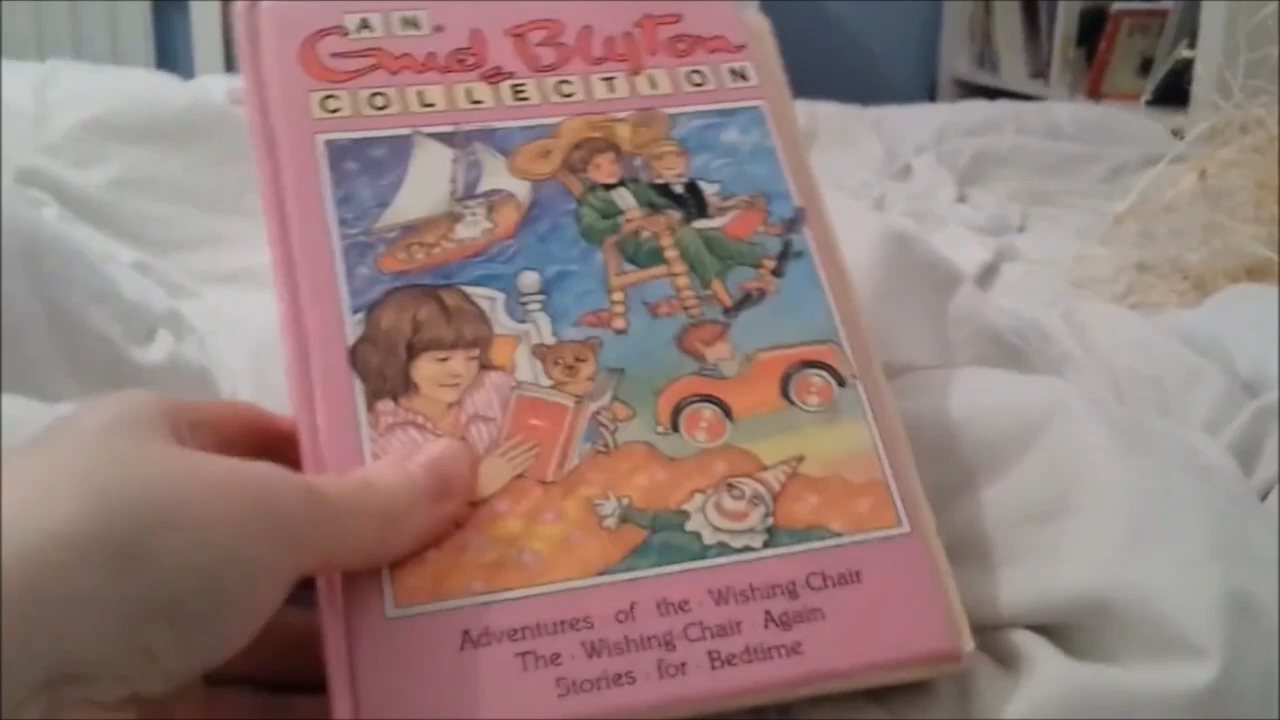 AN
Enid Blyton
COLLECTION
Adventures of the Wishing-Chair
The Wishing-Chair Again
Stories for Bedtime